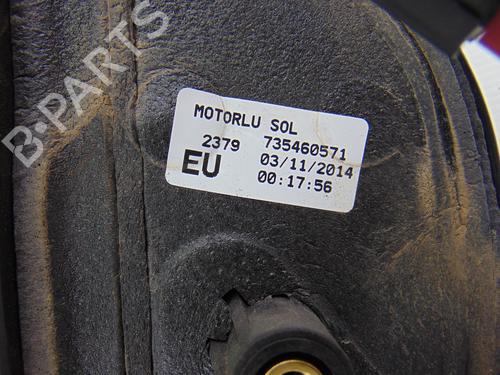 B-PARTS
MOTORLU SOL
2379 735460571
EU 03/11/2014
00:17:56